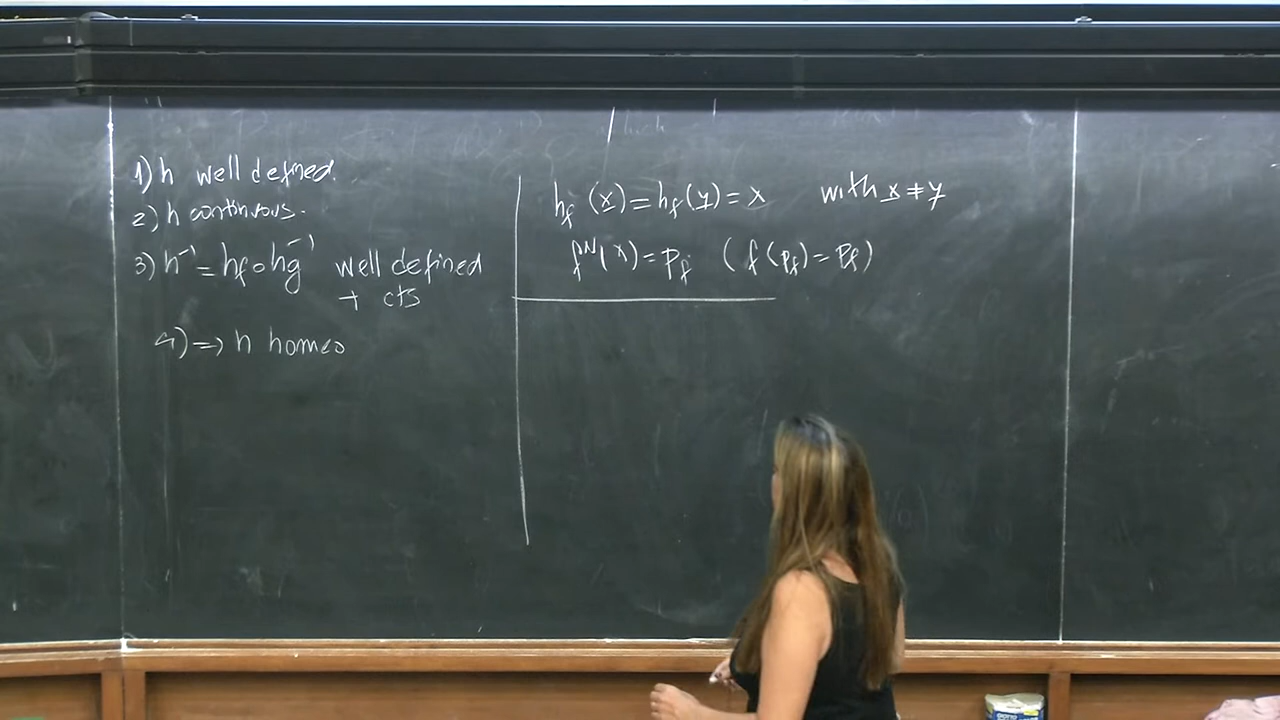 1) h well defined.
2) h continuous.
3) h⁻¹ = h_f ∘ h_g⁻¹ well defined
+ cts
4) ⇒ h homeo
h_f (x) = h_f (y) = x with x ≠ y
f^N(x) = p_f ( f(p_f) = p_f )